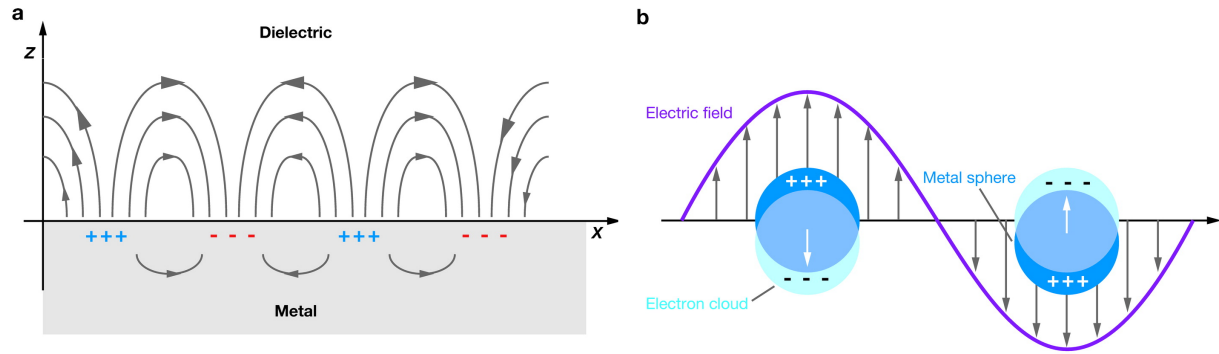 a
Dielectric
z
+++
- - -
+++
- - -
x
Metal
b
Electric field
+++
Metal sphere
- - -
- - -
+++
Electron cloud